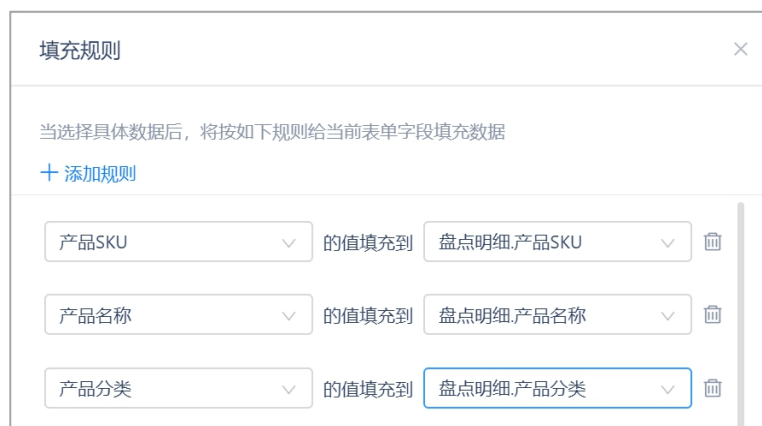 填充规则
当选择具体数据后，将按如下规则给当前表单字段填充数据
添加规则
产品SKU 的值填充到 盘点明细.产品SKU
产品名称 的值填充到 盘点明细.产品名称
产品分类 的值填充到 盘点明细.产品分类